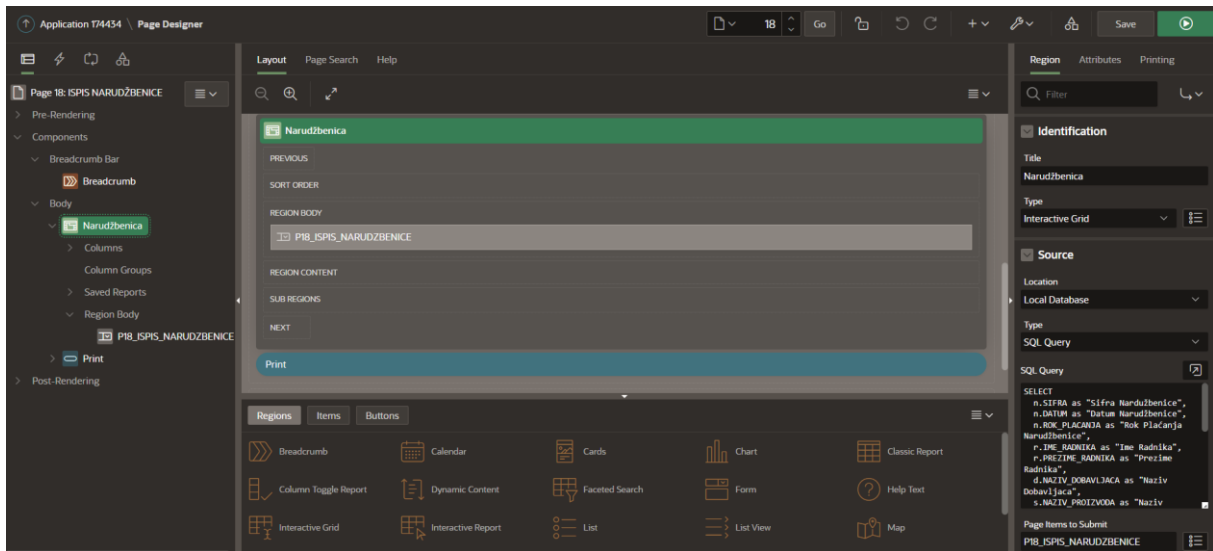 Application 174434 \ Page Designer
18
Go
Save
Page 18: ISPIS NARUDŽBENICE
Pre-Rendering
Components
Breadcrumb Bar
Breadcrumb
Body
Narudžbenica
Columns
Column Groups
Saved Reports
Region Body
P18_ISPIS_NARUDZBENICE
Print
Post-Rendering
Layout Page Search Help
Narudžbenica
PREVIOUS
SORT ORDER
REGION BODY
P18_ISPIS_NARUDZBENICE
REGION CONTENT
SUB REGIONS
NEXT
Print
Regions Items Buttons
Breadcrumb Calendar Cards Chart Classic Report
Column Toggle Report Dynamic Content Faceted Search Form Help Text
Interactive Grid Interactive Report List List View Map
Region Attributes Printing
Filter
Identification
Title
Narudžbenica
Type
Interactive Grid
Source
Location
Local Database
Type
SQL Query
SQL Query
SELECT
n.SIFRA as "Sifra Nardužbenice",
n.DATUM as "Datum Narudžbenice",
n.ROK_PLACANJA as "Rok Plaćanja
Narudžbenice",
r.IME_RADNIKA as "Ime Radnika",
r.PREZIME_RADNIKA as "Prezime
Radnika",
d.NAZIV_DOBAVLJACA as "Naziv
Dobavljaca",
s.NAZIV_PROIZVODA as "Naziv
Page Items to Submit
P18_ISPIS_NARUDZBENICE